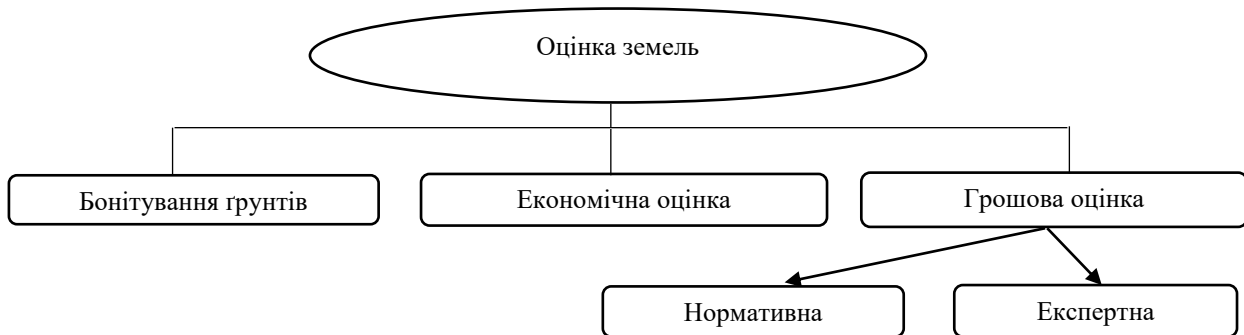 Оцінка земель
Бонітування ґрунтів
Економічна оцінка
Грошова оцінка
Нормативна
Експертна